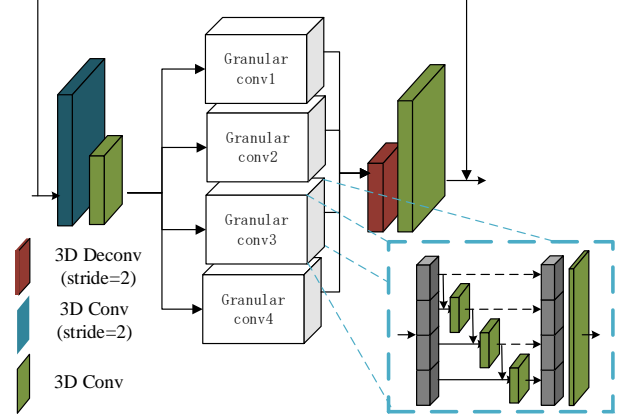 Granular
conv1
Granular
conv2
Granular
conv3
Granular
conv4
3D Deconv
(stride=2)
3D Conv
(stride=2)
3D Conv